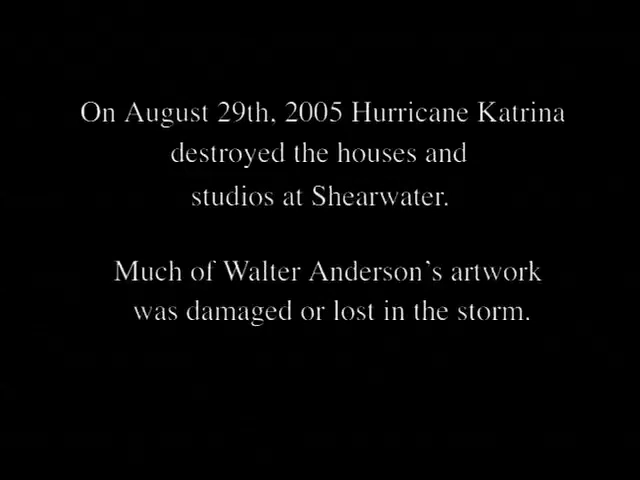 On August 29th, 2005 Hurricane Katrina
destroyed the houses and
studios at Shearwater.
Much of Walter Anderson's artwork
was damaged or lost in the storm.